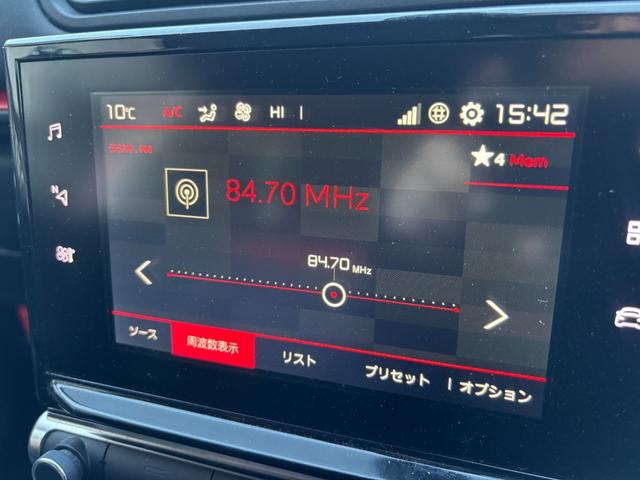 10℃ A/C HI 15:42
4 Mem
84.70 MHz
84.70 MHz
ソース 周波数表示 リスト プリセット オプション